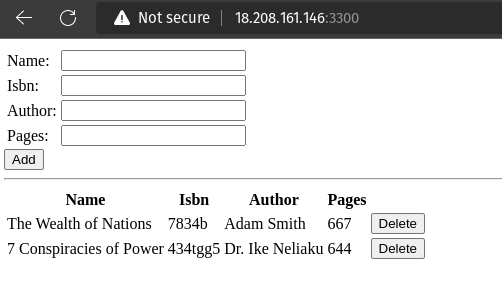 Not secure | 18.208.161.146:3300
Name:
Isbn:
Author:
Pages:
Add
Name Isbn Author Pages
The Wealth of Nations 7834b Adam Smith 667 Delete
7 Conspiracies of Power 434tgg5 Dr. Ike Neliaku 644 Delete